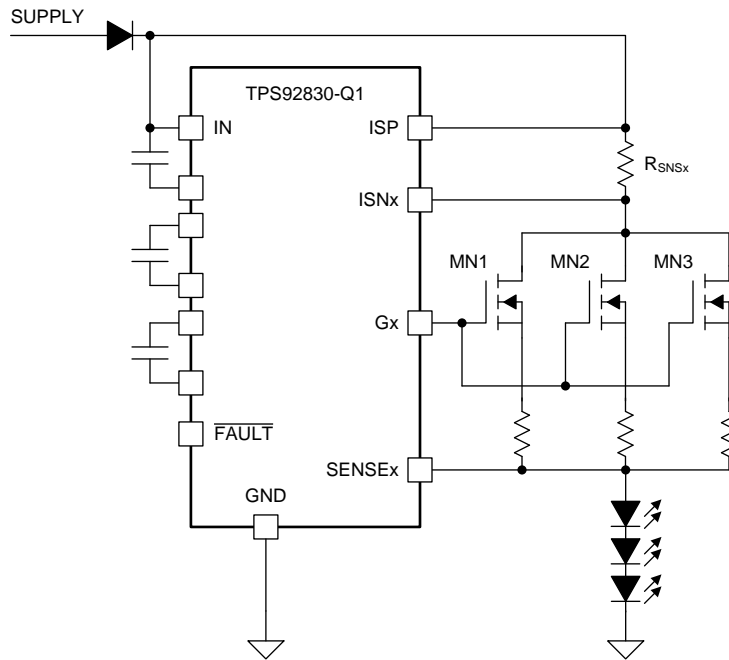 SUPPLY
TPS92830-Q1
IN
ISP
RSNSx
ISNx
MN1
MN2
MN3
Gx
FAULT
SENSEx
GND